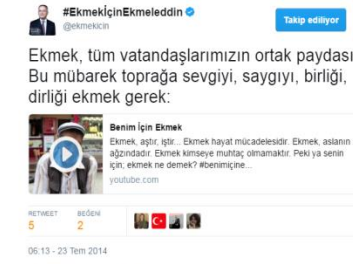 #EkmekİçinEkmeleddin
@ekmekicin
Takip ediliyor
Ekmek, tüm vatandaşlarımızın ortak paydası
Bu mübarek toprağa sevgiyi, saygıyı, birliği,
dirliği ekmek gerek:
Benim İçin Ekmek
Ekmek, aştır, iştir... Ekmek hayat mücadelesidir. Ekmek, aslanın
ağzındadır. Ekmek kimseye muhtaç olmamaktır. Peki ya senin
için; ekmek ne demek? #benimiçine...
youtube.com
RETWEET
BEĞENİ
5
2
06:13 - 23 Tem 2014